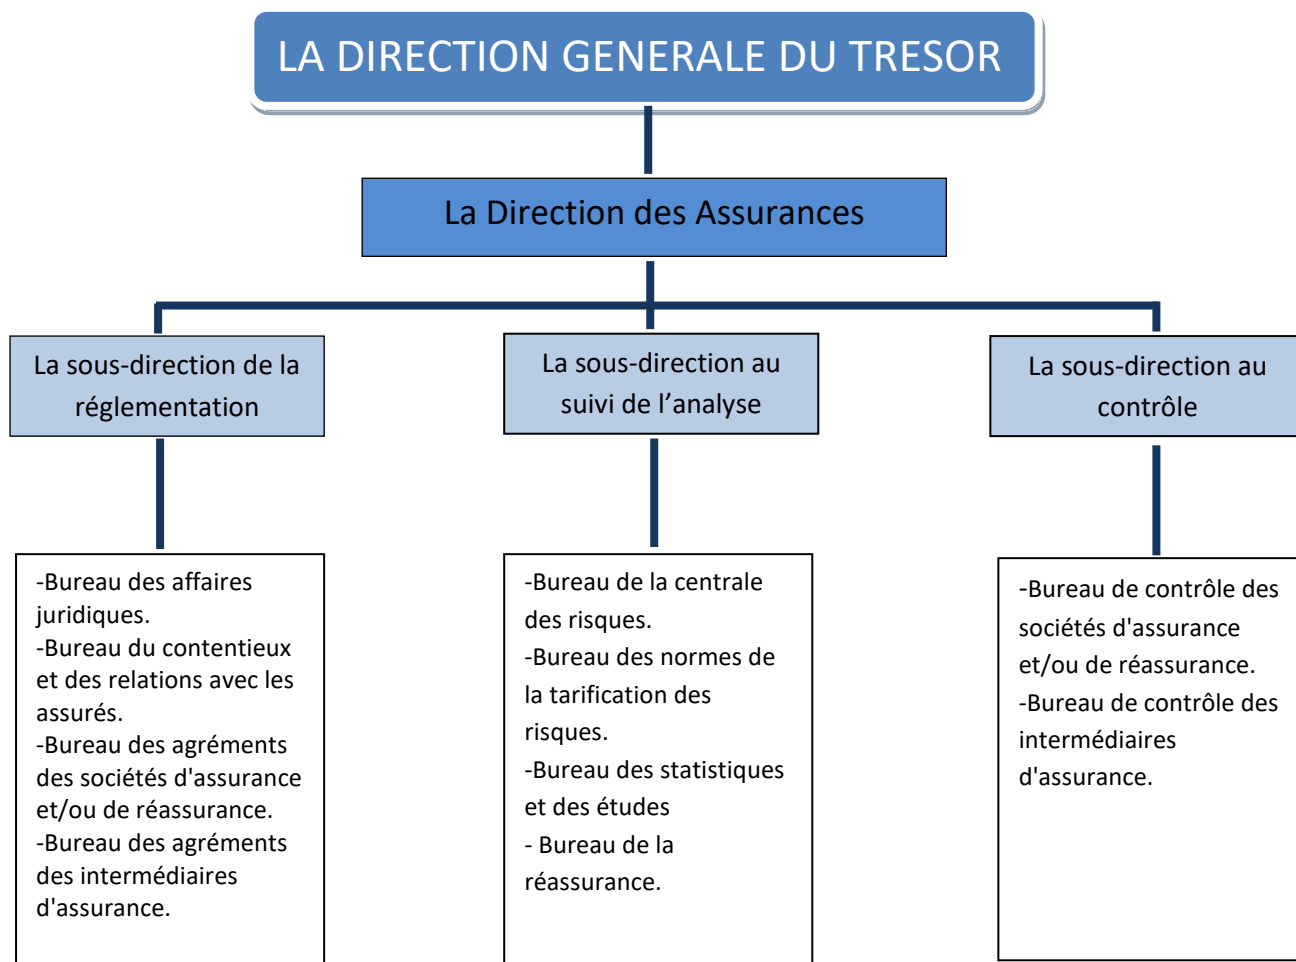 LA DIRECTION GENERALE DU TRESOR
La Direction des Assurances
La sous-direction de la
réglementation
La sous-direction au
suivi de l’analyse
La sous-direction au
contrôle
-Bureau des affaires
juridiques.
-Bureau du contentieux
et des relations avec les
assurés.
-Bureau des agréments
des sociétés d'assurance
et/ou de réassurance.
-Bureau des agréments
des intermédiaires
d'assurance.
-Bureau de la centrale
des risques.
-Bureau des normes de
la tarification des
risques.
-Bureau des statistiques
et des études
- Bureau de la
réassurance.
-Bureau de contrôle des
sociétés d'assurance
et/ou de réassurance.
-Bureau de contrôle des
intermédiaires
d'assurance.